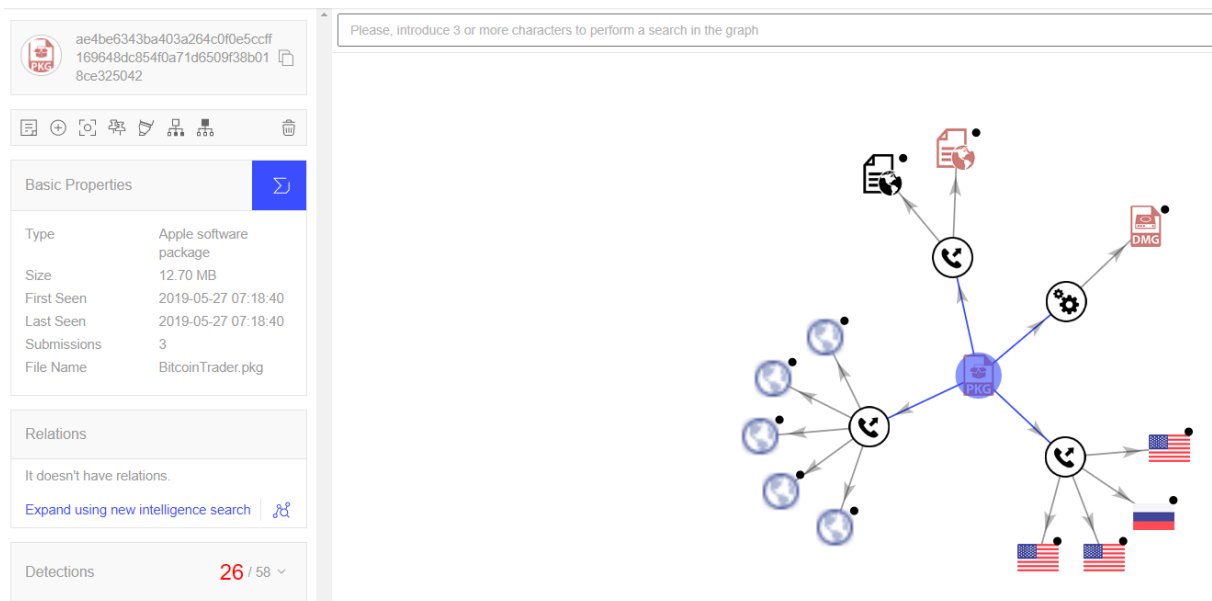 ae4be6343ba403a264c0f0e5ccff
169648dc854f0a71d6509f38b01
8ce325042
PKG
Please, introduce 3 or more characters to perform a search in the graph
Basic Properties
Type Apple software
package
Size 12.70 MB
First Seen 2019-05-27 07:18:40
Last Seen 2019-05-27 07:18:40
Submissions 3
File Name BitcoinTrader.pkg
Relations
It doesn't have relations.
Expand using new intelligence search
Detections 26 / 58
DMG
PKG